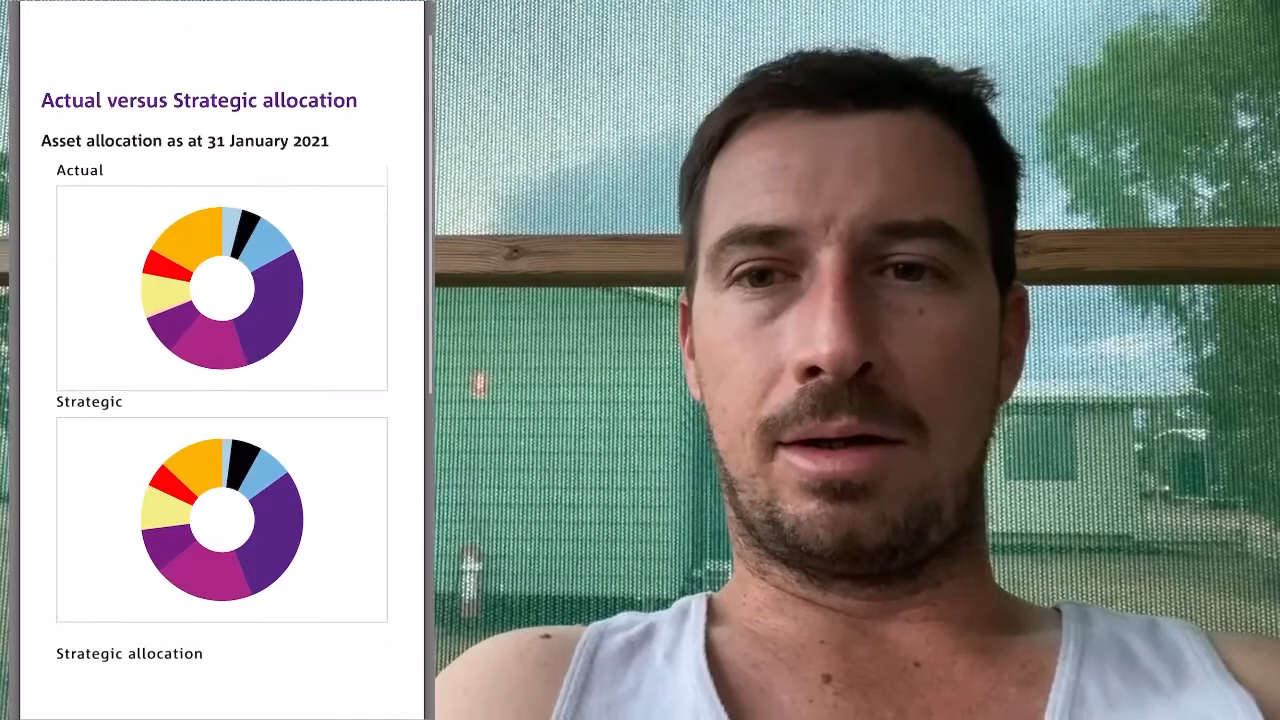 Actual versus Strategic allocation
Asset allocation as at 31 January 2021
Actual
Strategic
Strategic allocation